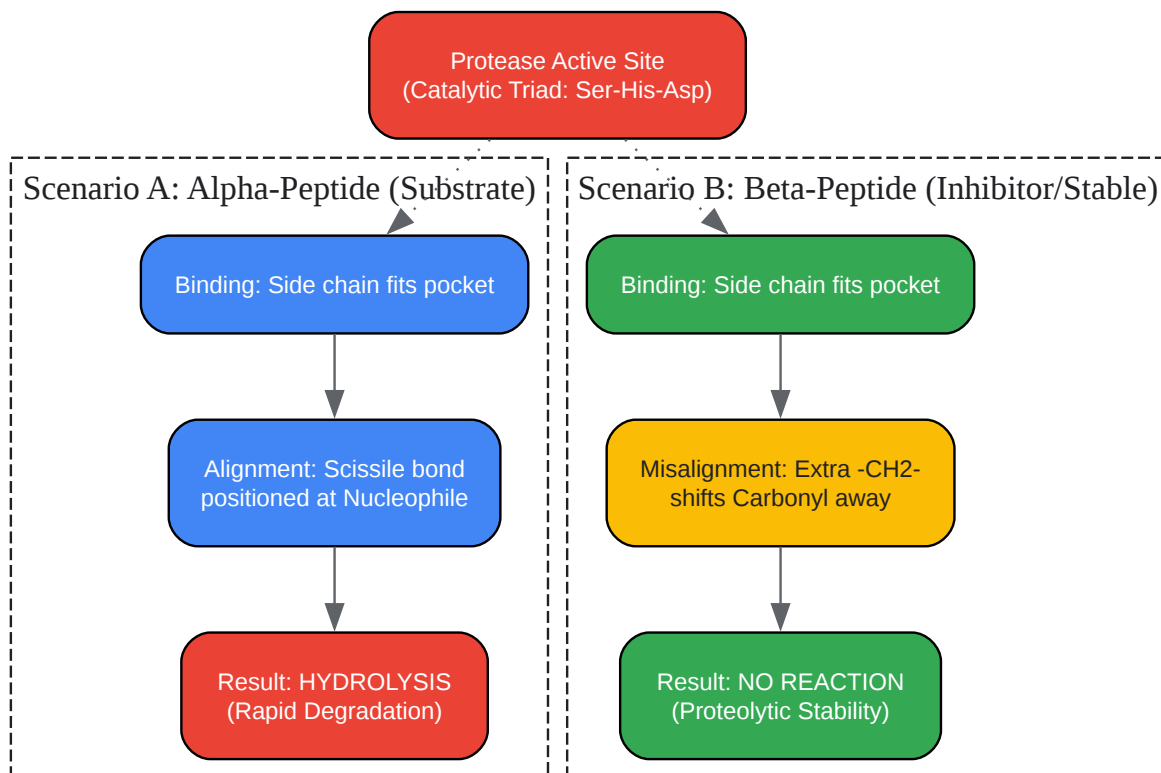 Protease Active Site
(Catalytic Triad: Ser-His-Asp)
Scenario A: Alpha-Peptide (Substrate)
Binding: Side chain fits pocket
Alignment: Scissile bond
positioned at Nucleophile
Result: HYDROLYSIS
(Rapid Degradation)
Scenario B: Beta-Peptide (Inhibitor/Stable)
Binding: Side chain fits pocket
Misalignment: Extra -CH2-
shifts Carbonyl away
Result: NO REACTION
(Proteolytic Stability)